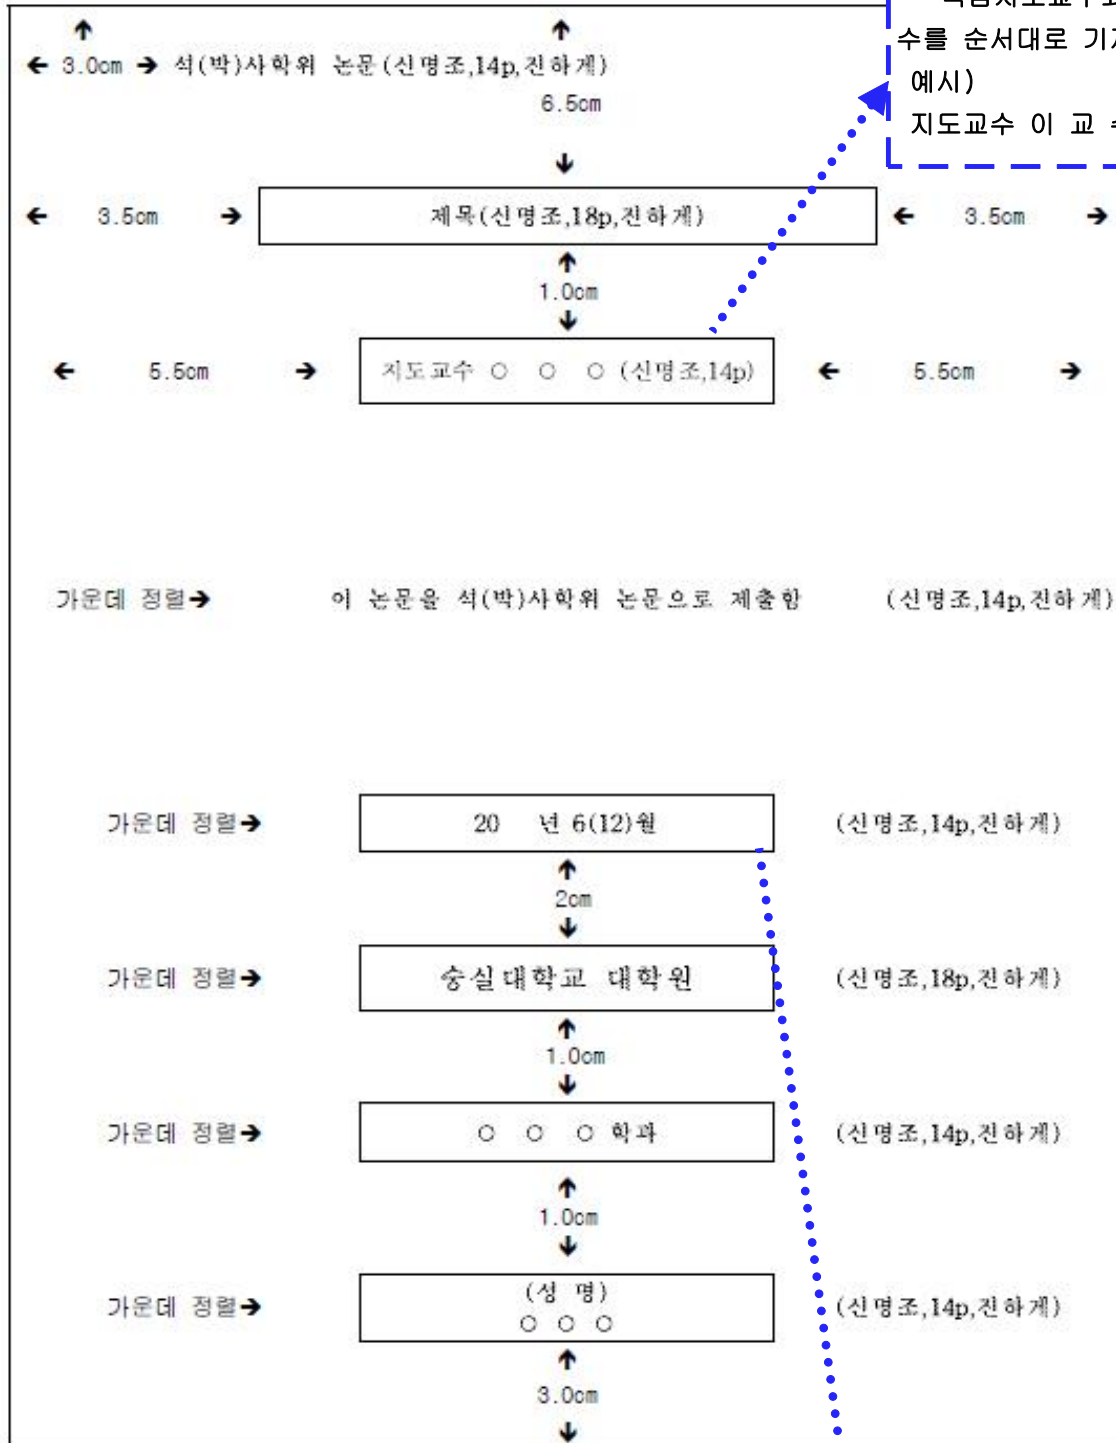 수를 순서대로 기
예시)
지도교수 이 교
← 3.0cm → 석(박)사학위 논문(신명조,14p,진하게)
6.5cm
← 3.5cm → 제목(신명조,18p,진하게) ← 3.5cm →
1.0cm
← 5.5cm → 지도교수 ○ ○ ○ (신명조,14p) ← 5.5cm →
가운데 정렬→ 이 논문을 석(박)사학위 논문으로 제출함 (신명조,14p,진하게)
가운데 정렬→ 20 년 6(12)월 (신명조,14p,진하게)
2cm
가운데 정렬→ 숭실대학교 대학원 (신명조,18p,진하게)
1.0cm
가운데 정렬→ ○ ○ ○ 학과 (신명조,14p,진하게)
1.0cm
(성 명)
가운데 정렬→ ○ ○ ○ (신명조,14p,진하게)
3.0cm